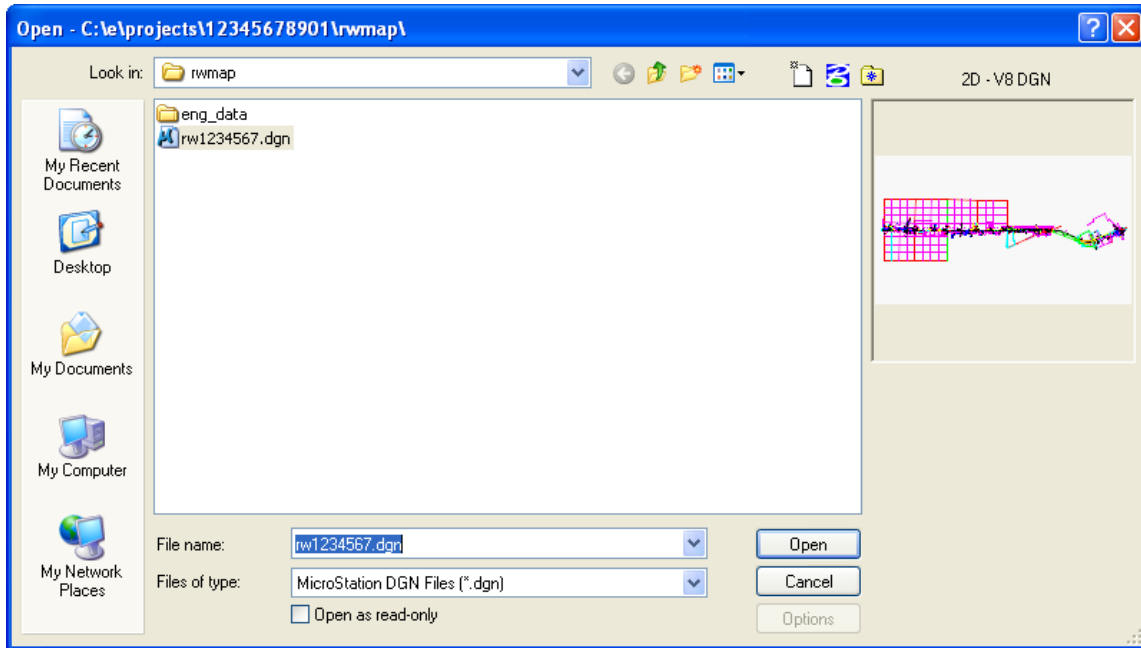 Open - C:\e\projects\12345678901\rwmap\
Look in: rwmap
2D - V8 DGN
eng_data
rw1234567.dgn
My Recent
Documents
Desktop
My Documents
My Computer
My Network
Places
File name: rw1234567.dgn Open
Files of type: MicroStation DGN Files (*.dgn) Cancel
Open as read-only Options